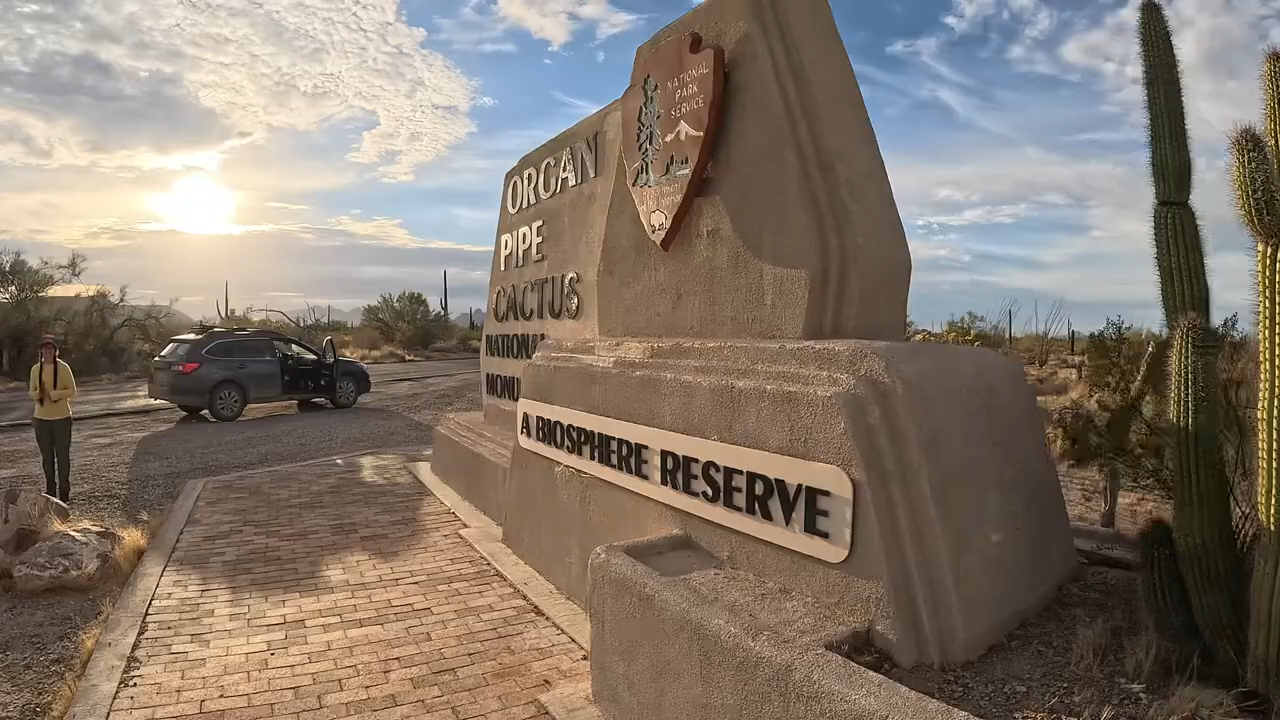 ORGAN
PIPE
CACTUS
NATIONAL
MONU
NATIONAL
PARK
SERVICE
A BIOSPHERE RESERVE